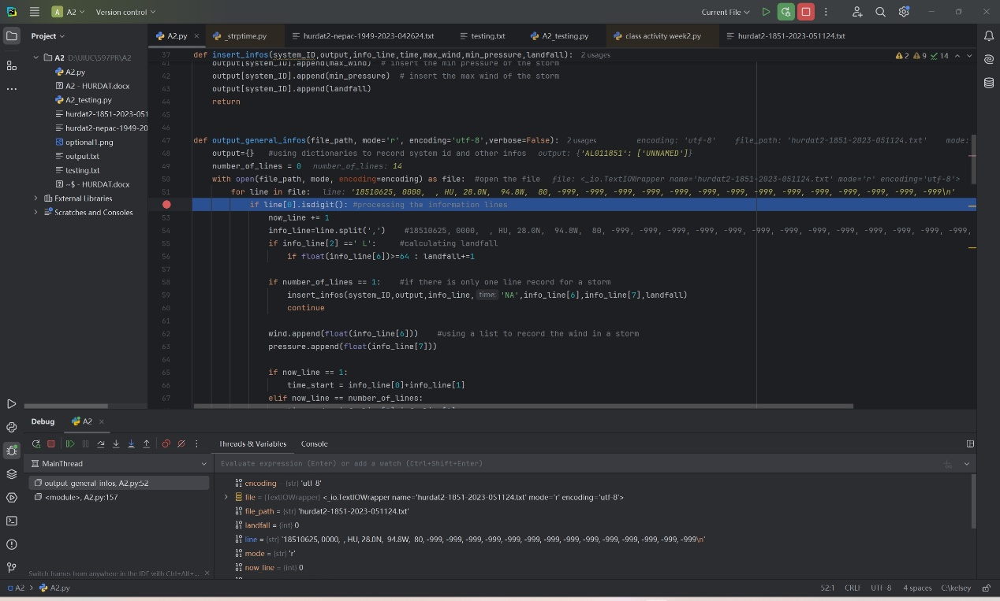 A A2 Version control Current File
Project
A2.py _strptime.py hurdat2-nepac-1949-2023-042624.txt testing.txt A2_testing.py class activity week2.py hurdat2-1851-2023-051124.txt
A2 D:\UIUC\597PR\A2
A2.py
A2 - HURDAT.docx
A2_testing.py
hurdat2-1851-2023-051
hurdat2-nepac-1949-20
optional1.png
output.txt
testing.txt
~$ - HURDAT.docx
External Libraries
Scratches and Consoles
37 def insert_infos(system_ID,output,info_line,time,max_wind,min_pressure,landfall): 2 usages 2 9 14
41 output[system_ID].append(max_wind) # insert the min pressure of the storm
42 output[system_ID].append(min_pressure) # insert the max wind of the storm
43 output[system_ID].append(landfall)
44 return
45
46
47 def output_general_infos(file_path, mode='r', encoding='utf-8',verbose=False): 2 usages encoding: 'utf-8' file_path: 'hurdat2-1851-2023-051124.txt' mode:
48 output={} #using dictionaries to record system id and other infos output: {'AL011851': ['UNNAMED']}
49 number_of_lines = 0 number_of_lines: 14
50 with open(file_path, mode, encoding=encoding) as file: #open the file file: <_io.TextIOWrapper name='hurdat2-1851-2023-051124.txt' mode='r' encoding='utf-8'>
51 for line in file: line: '18510625, 0000, , HU, 28.0N, 94.8W, 80, -999, -999, -999, -999, -999, -999, -999, -999, -999, -999, -999, -999, -999, -999\n'
if line[0].isdigit(): #processing the information lines
53 now_line += 1
54 info_line=line.split(',') #18510625, 0000, , HU, 28.0N, 94.8W, 80, -999, -999, -999, -999, -999, -999, -999, -999, -999, -999, -999, -999, -999, -999,
55 if info_line[2] ==' L': #calculating landfall
56 if float(info_line[6])>=64 : landfall+=1
57
58 if number_of_lines == 1: #if there is only one line record for a storm
59 insert_infos(system_ID,output,info_line, time: 'NA',info_line[6],info_line[7],landfall)
60 continue
61
62 wind.append(float(info_line[6])) #using a list to record the wind in a storm
63 pressure.append(float(info_line[7]))
64
65 if now_line == 1:
66 time_start = info_line[0]+info_line[1]
67 elif now_line == number_of_lines:
Debug A2
Threads & Variables Console
MainThread
Evaluate expression (Enter) or add a watch (Ctrl+Shift+Enter)
output_general_infos, A2.py:52
<module>, A2.py:157
encoding = {str} 'utf-8'
file = {TextIOWrapper} <_io.TextIOWrapper name='hurdat2-1851-2023-051124.txt' mode='r' encoding='utf-8'>
file_path = {str} 'hurdat2-1851-2023-051124.txt'
landfall = {int} 0
line = {str} '18510625, 0000, , HU, 28.0N, 94.8W, 80, -999, -999, -999, -999, -999, -999, -999, -999, -999, -999, -999, -999, -999, -999\n'
mode = {str} 'r'
now_line = {int} 0
Switch frames from anywhere in the IDE with Ctrl+Alt+...
A2 > A2.py 52:1 CRLF UTF-8 4 spaces C:\kelsey